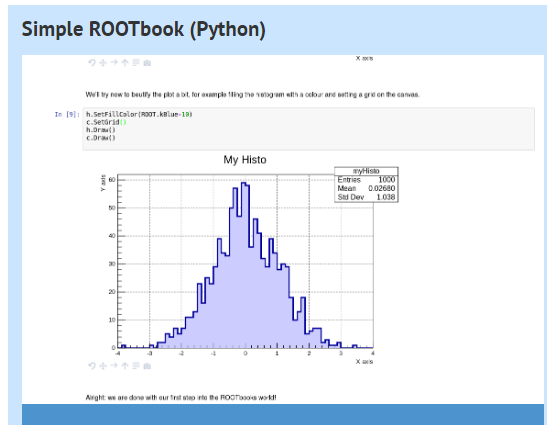 Simple ROOTbook (Python)
X axis
We'll try now to beutify the plot a bit, for example filling the histogram with a colour and setting a grid on the canvas.
In [9]: h.SetFillColor(ROOT.kBlue-10)
c.SetGrid()
h.Draw()
c.Draw()
My Histo
myHisto
Entries 1000
Mean 0.02680
Std Dev 1.038
Y axis
60
50
40
30
20
10
0
-4 -3 -2 -1 0 1 2 3 4
X axis
Alright: we are done with our first step into the ROOTbooks world!